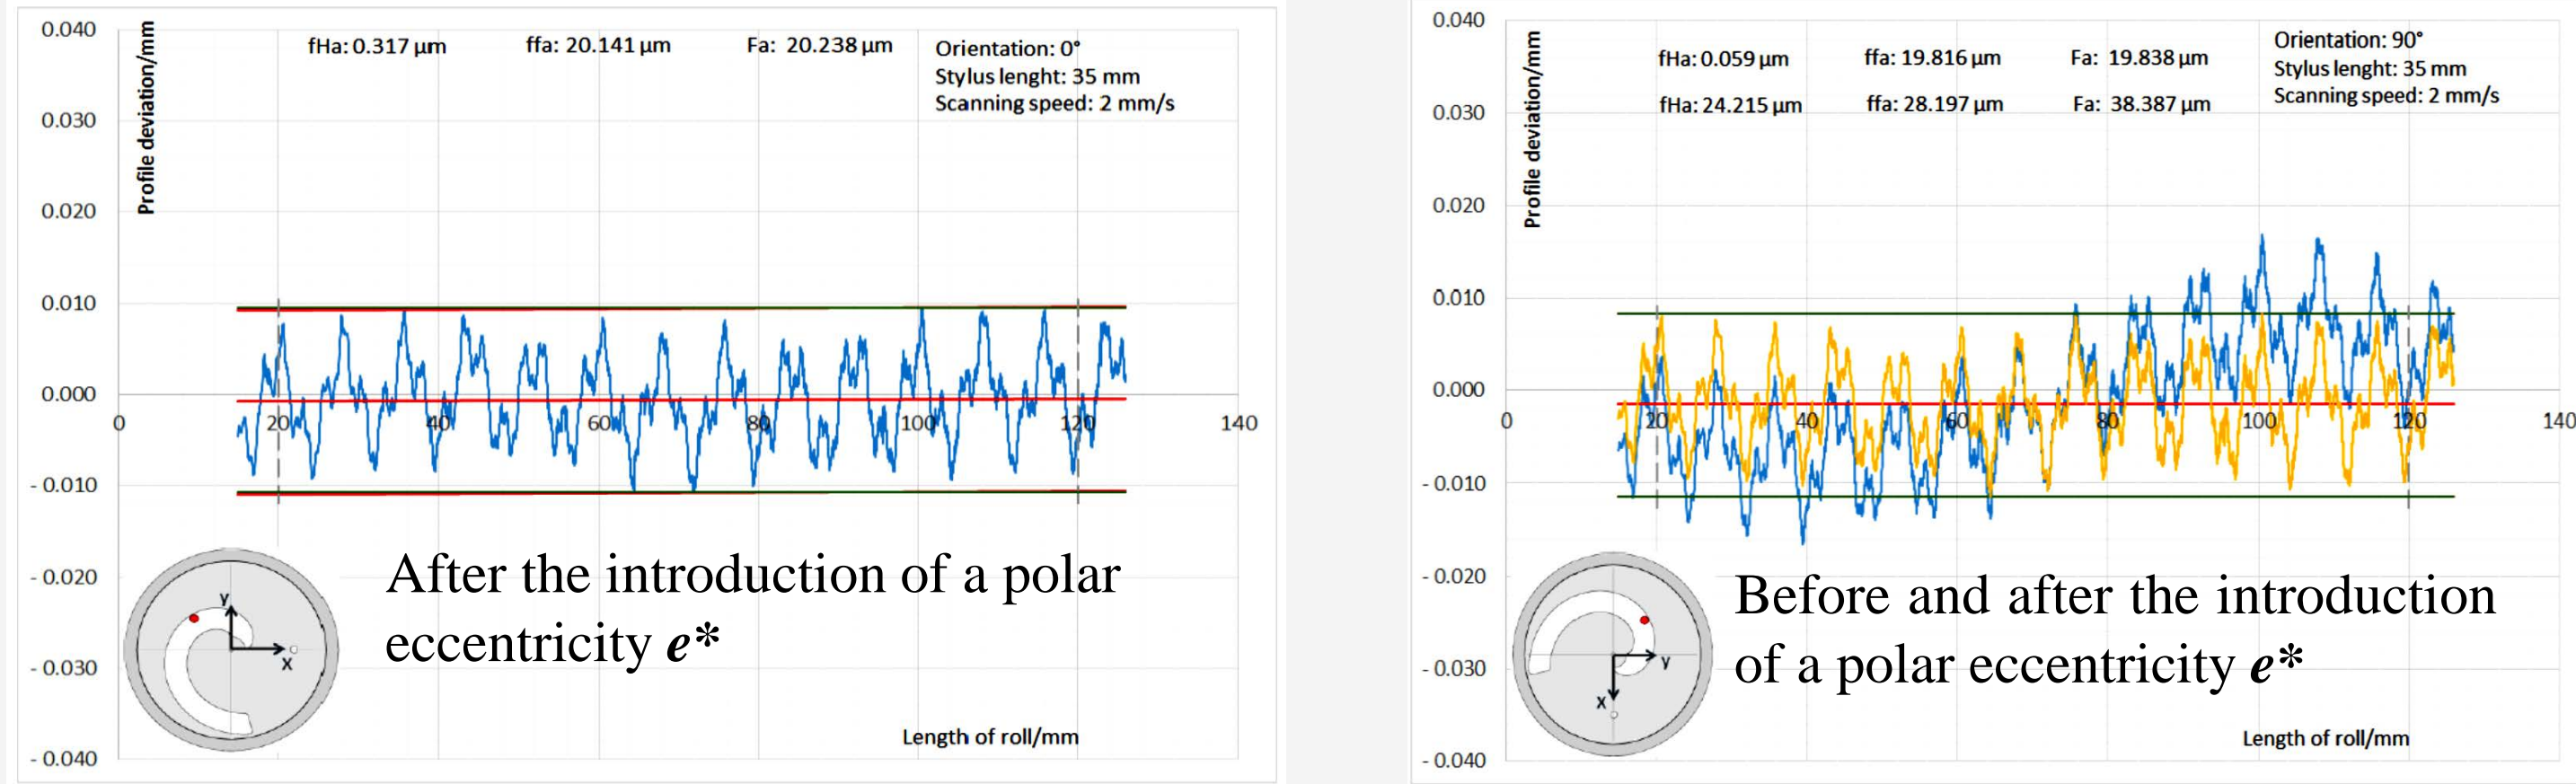 0.040
0.030
0.020
0.010
0.000
- 0.010
- 0.020
- 0.030
- 0.040
Profile deviation/mm
fHa: 0.317 µm ffa: 20.141 µm Fa: 20.238 µm
Orientation: 0°
Stylus lenght: 35 mm
Scanning speed: 2 mm/s
0 20 40 60 80 100 120 140
y
x
After the introduction of a polar
eccentricity e*
Length of roll/mm
0.040
0.030
0.020
0.010
0.000
- 0.010
- 0.020
- 0.030
- 0.040
Profile deviation/mm
fHa: 0.059 µm ffa: 19.816 µm Fa: 19.838 µm
fHa: 24.215 µm ffa: 28.197 µm Fa: 38.387 µm
Orientation: 90°
Stylus lenght: 35 mm
Scanning speed: 2 mm/s
0 20 40 60 80 100 120 140
y
x
Before and after the introduction
of a polar eccentricity e*
Length of roll/mm